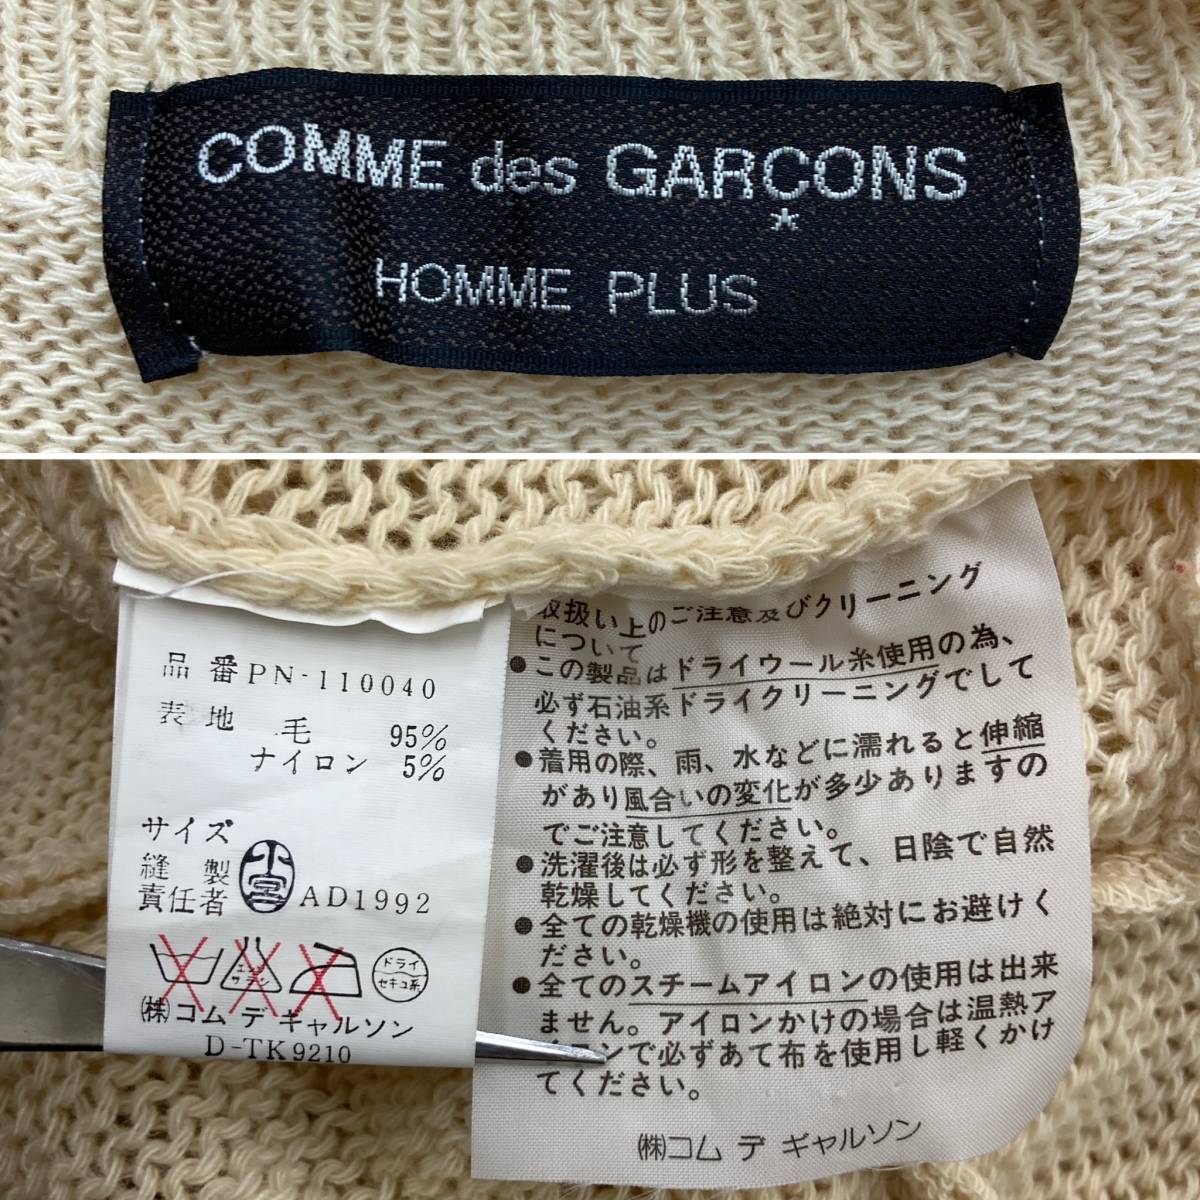 COMME des GARÇONS
HOMME PLUS
品 番 PN-110040
表 地 毛 95%
ナイロン 5%
サイズ
縫 製
責任者 小宮 AD1992
エンソ
サラシ
ドライ
セキユ系
㈱コム デ ギャルソン
D-TK9210
取扱い上のご注意及びクリーニング
について
●この製品はドライウール糸使用の為、
必ず石油系ドライクリーニングでして
ください。
●着用の際、雨、水などに濡れると伸縮
があり風合いの変化が多少ありますの
でご注意してください。
●洗濯後は必ず形を整えて、日陰で自然
乾燥してください。
●全ての乾燥機の使用は絶対にお避けく
ださい。
●全てのスチームアイロンの使用は出来
ません。アイロンかけの場合は温熱ア
イロンで必ずあて布を使用し軽くかけ
てください。
㈱コム デ ギャルソン